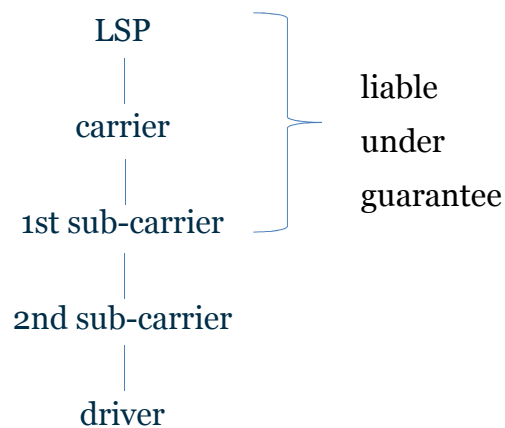 LSP
carrier
1st sub-carrier
2nd sub-carrier
driver
liable
under
guarantee